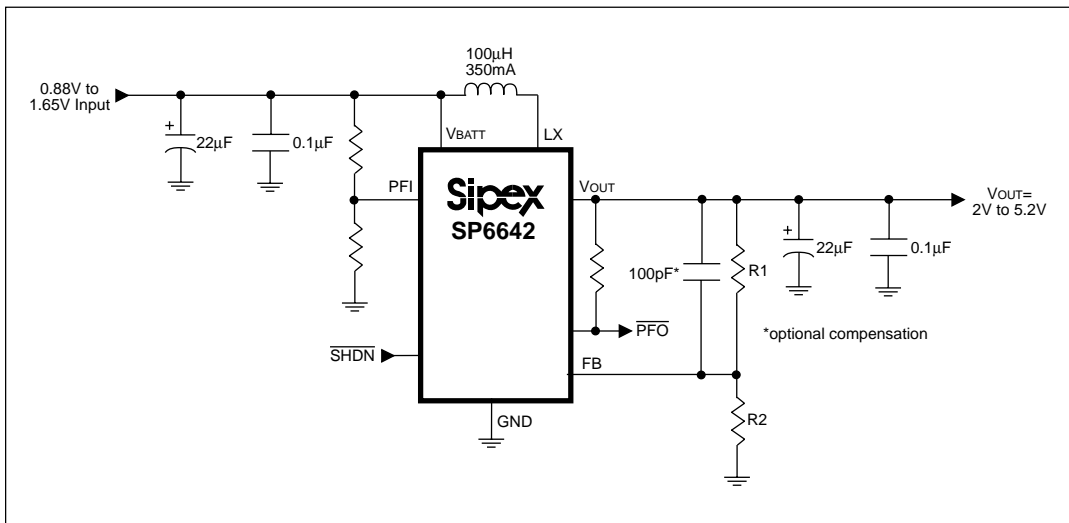 100µH
350mA
0.88V to
1.65V Input
+
22µF
0.1µF
VBATT
LX
PFI
Sipex
SP6642
VOUT
VOUT=
2V to 5.2V
100pF*
R1
+
22µF
0.1µF
PFO
*optional compensation
SHDN
FB
R2
GND